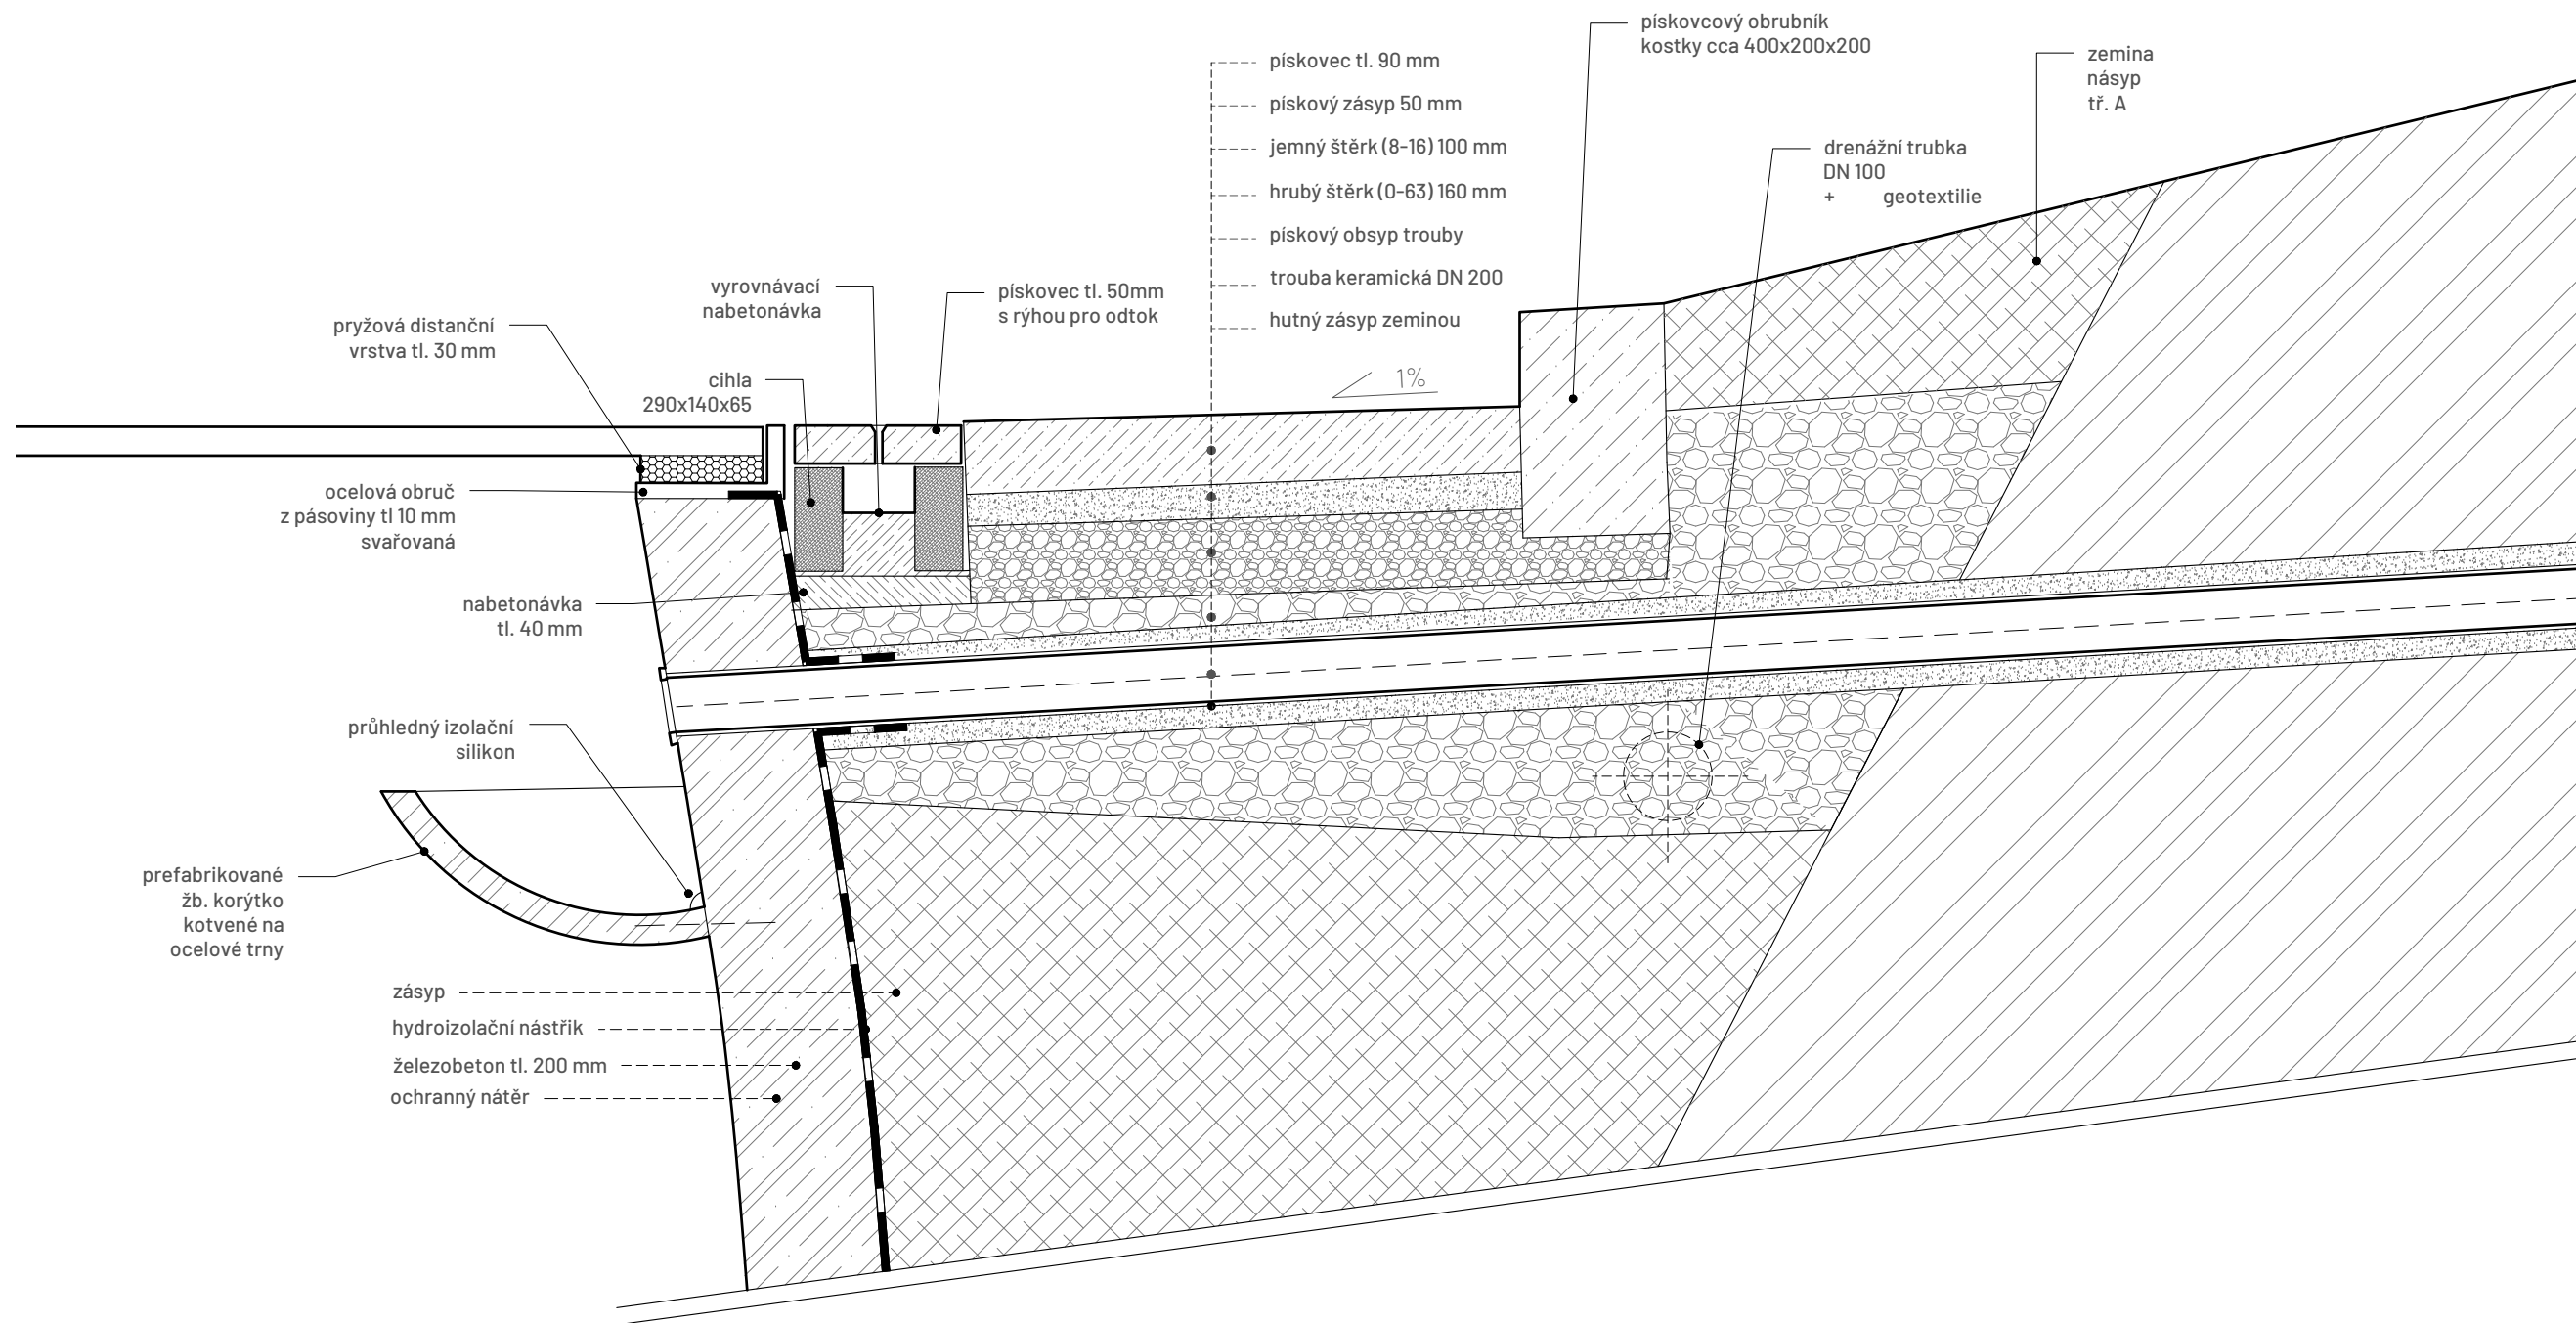 pískovcový obrubník
kostky cca 400x200x200
zemina
násyp
tř. A
pískovec tl. 90 mm
pískový zásyp 50 mm
jemný štěrk (8-16) 100 mm
hrubý štěrk (0-63) 160 mm
pískový obsyp trouby
trouba keramická DN 200
hutný zásyp zeminou
drenážní trubka
DN 100
+ geotextilie
vyrovnávací
nabetonávka
pískovec tl. 50mm
s rýhou pro odtok
pryžová distanční
vrstva tl. 30 mm
cihla
290x140x65
1%
ocelová obruč
z pásoviny tl 10 mm
svařovaná
nabetonávka
tl. 40 mm
průhledný izolační
silikon
prefabrikované
žb. korýtko
kotvené na
ocelové trny
zásyp
hydroizolační nástřik
železobeton tl. 200 mm
ochranný nátěr